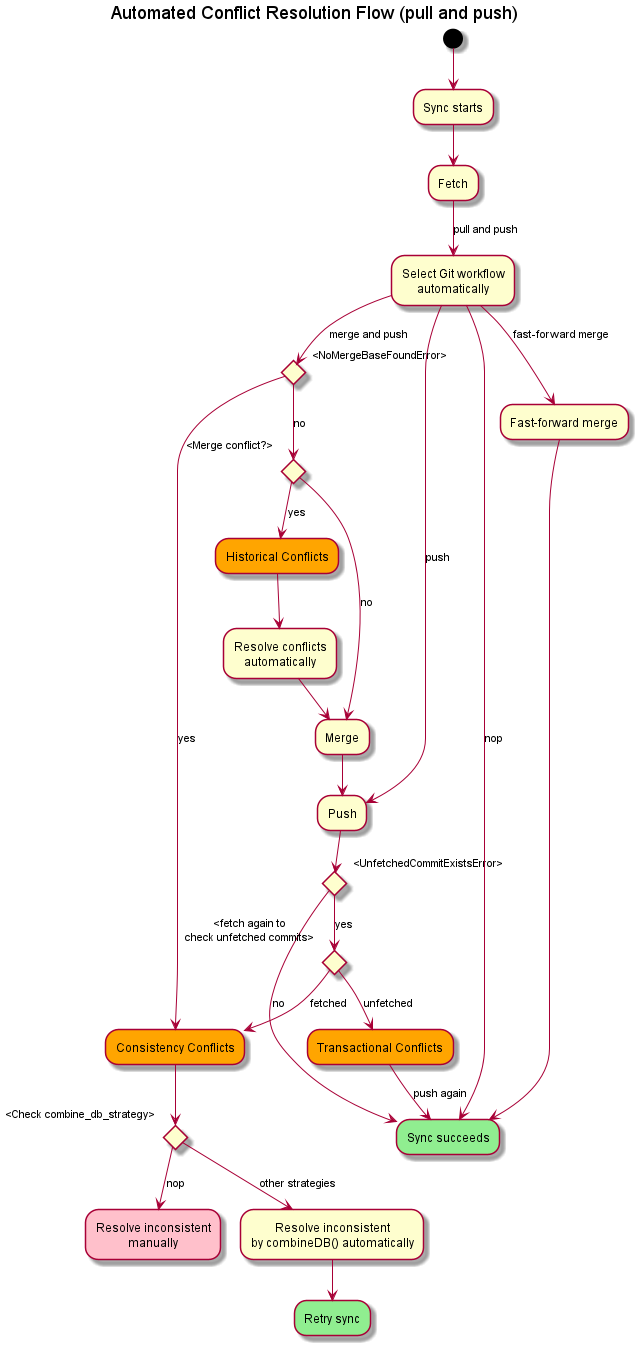 Automated Conflict Resolution Flow (pull and push)
Sync starts
Fetch
pull and push
Select Git workflow
automatically
merge and push
fast-forward merge
<NoMergeBaseFoundError>
Fast-forward merge
no
<Merge conflict?>
yes
Historical Conflicts
push
no
Resolve conflicts
automatically
yes
Merge
nop
Push
<UnfetchedCommitExistsError>
<fetch again to
check unfetched commits>
yes
no
fetched
unfetched
Consistency Conflicts
Transactional Conflicts
push again
<Check combine_db_strategy>
Sync succeeds
nop
other strategies
Resolve inconsistent
manually
Resolve inconsistent
by combineDB() automatically
Retry sync